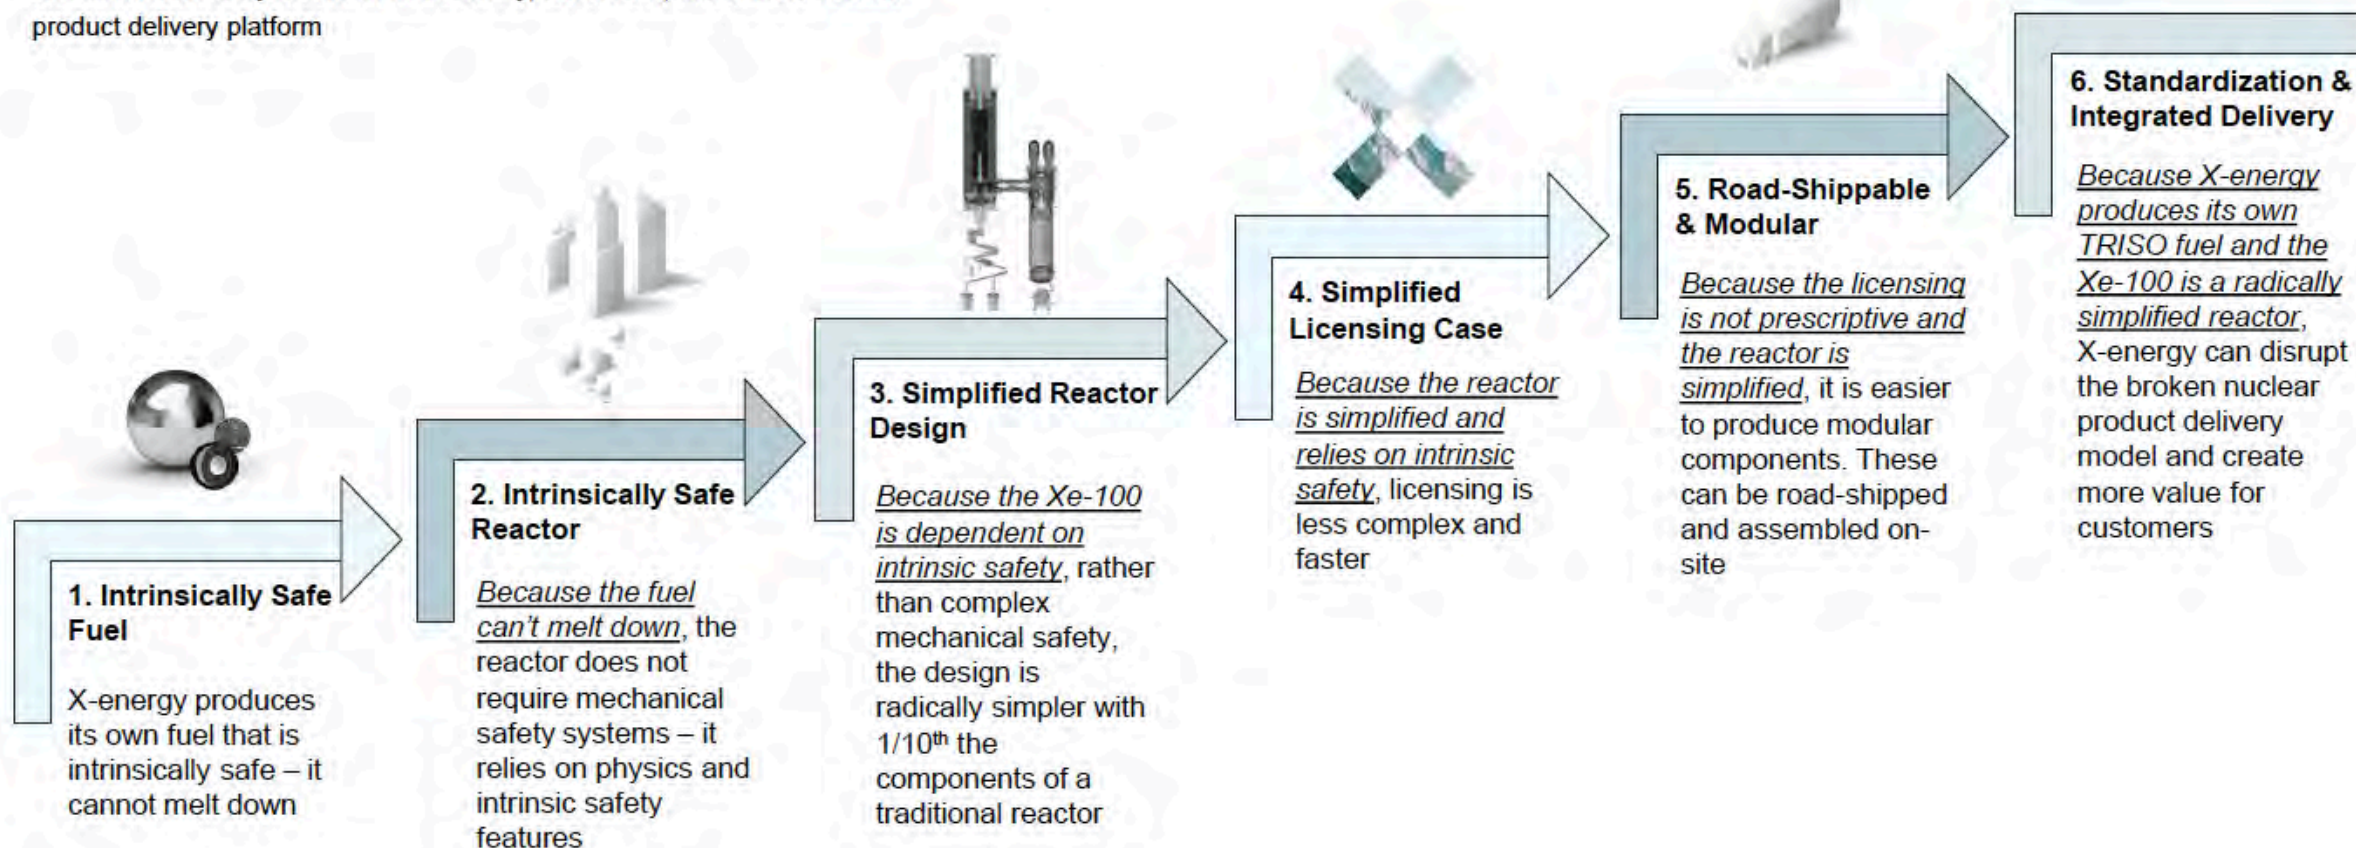 product delivery platform
1. Intrinsically Safe
Fuel
X-energy produces
its own fuel that is
intrinsically safe – it
cannot melt down
2. Intrinsically Safe
Reactor
Because the fuel
can't melt down, the
reactor does not
require mechanical
safety systems – it
relies on physics and
intrinsic safety
features
3. Simplified Reactor
Design
Because the Xe-100
is dependent on
intrinsic safety, rather
than complex
mechanical safety,
the design is
radically simpler with
1/10th the
components of a
traditional reactor
4. Simplified
Licensing Case
Because the reactor
is simplified and
relies on intrinsic
safety, licensing is
less complex and
faster
5. Road-Shippable
& Modular
Because the licensing
is not prescriptive and
the reactor is
simplified, it is easier
to produce modular
components. These
can be road-shipped
and assembled on-
site
6. Standardization &
Integrated Delivery
Because X-energy
produces its own
TRISO fuel and the
Xe-100 is a radically
simplified reactor,
X-energy can disrupt
the broken nuclear
product delivery
model and create
more value for
customers